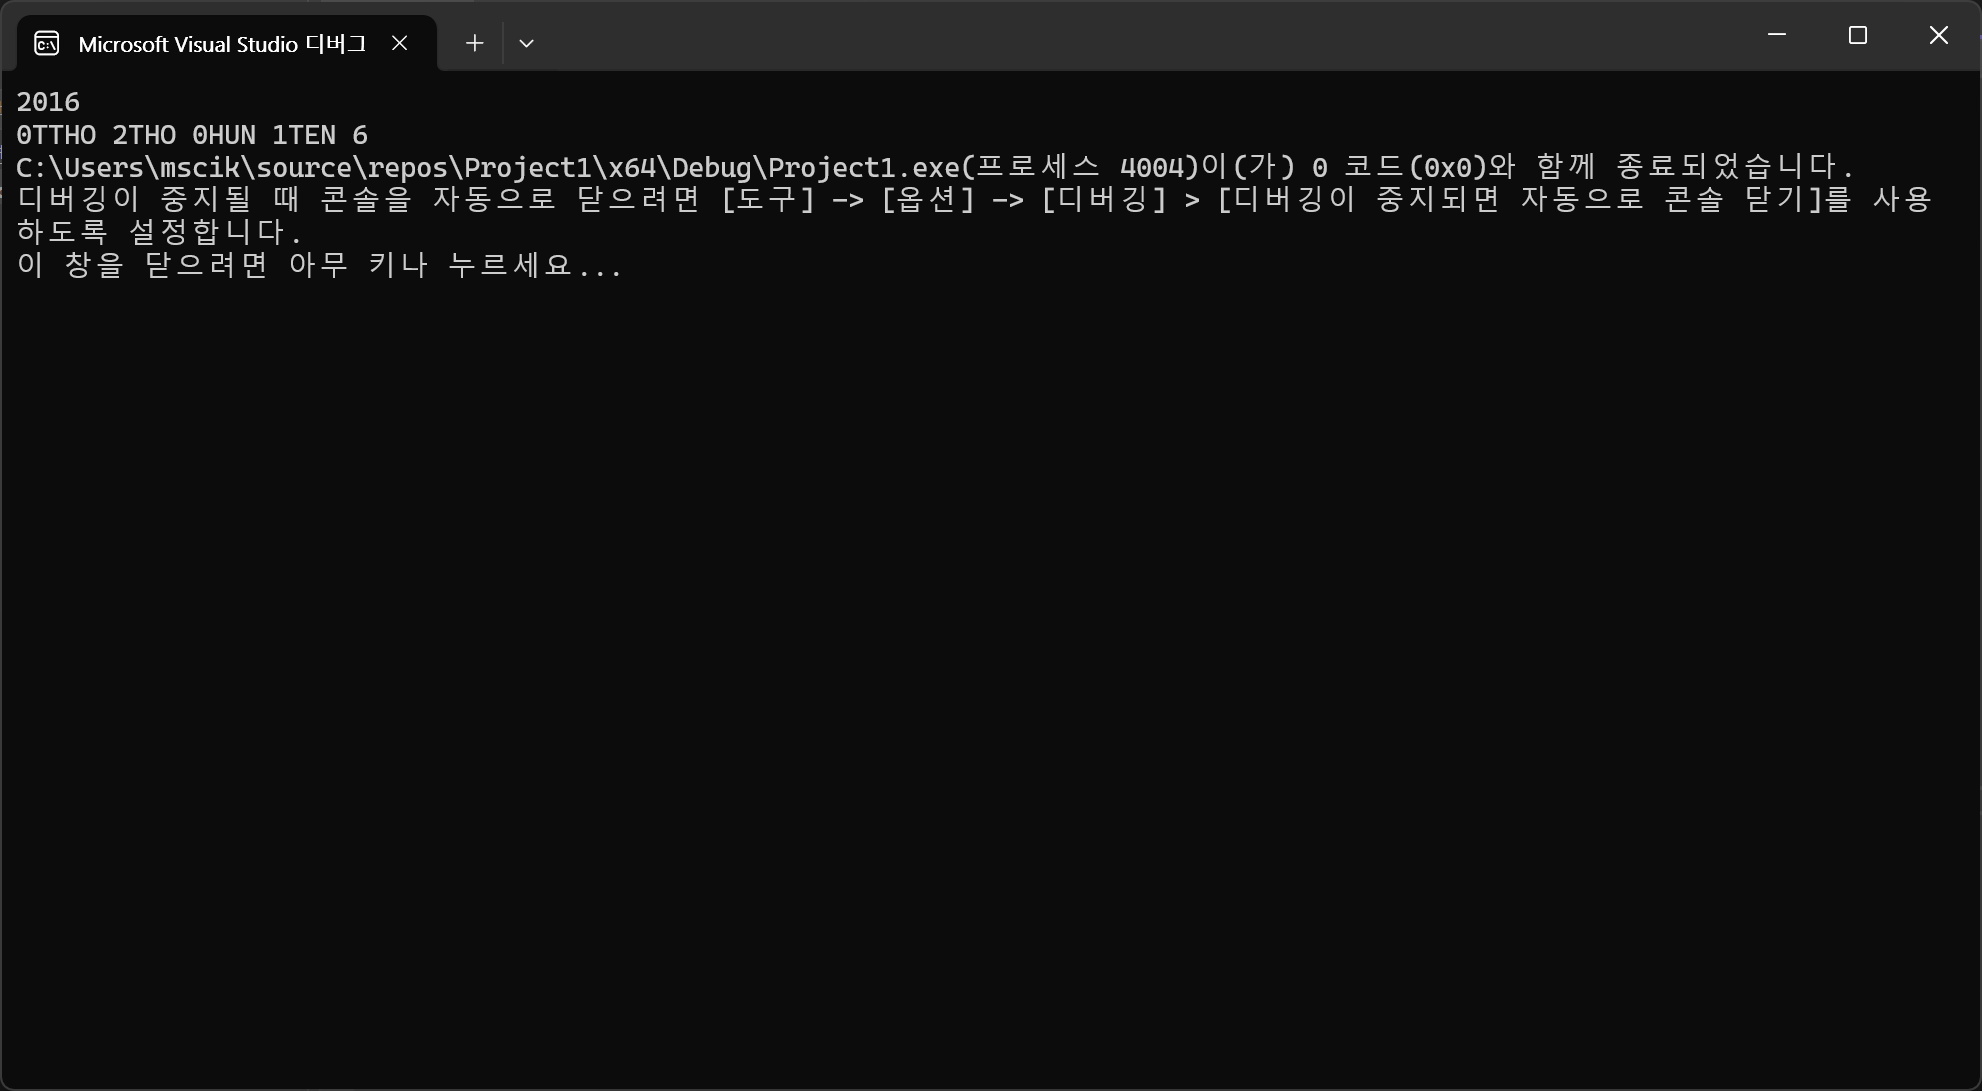 Microsoft Visual Studio 디버그
2016
0TTHO 2THO 0HUN 1TEN 6
C:\Users\mscik\source\repos\Project1\x64\Debug\Project1.exe(프로세스 4004)이(가) 0 코드(0x0)와 함께 종료되었습니다.
디버깅이 중지될 때 콘솔을 자동으로 닫으려면 [도구] -> [옵션] -> [디버깅] > [디버깅이 중지되면 자동으로 콘솔 닫기]를 사용
하도록 설정합니다.
이 창을 닫으려면 아무 키나 누르세요...